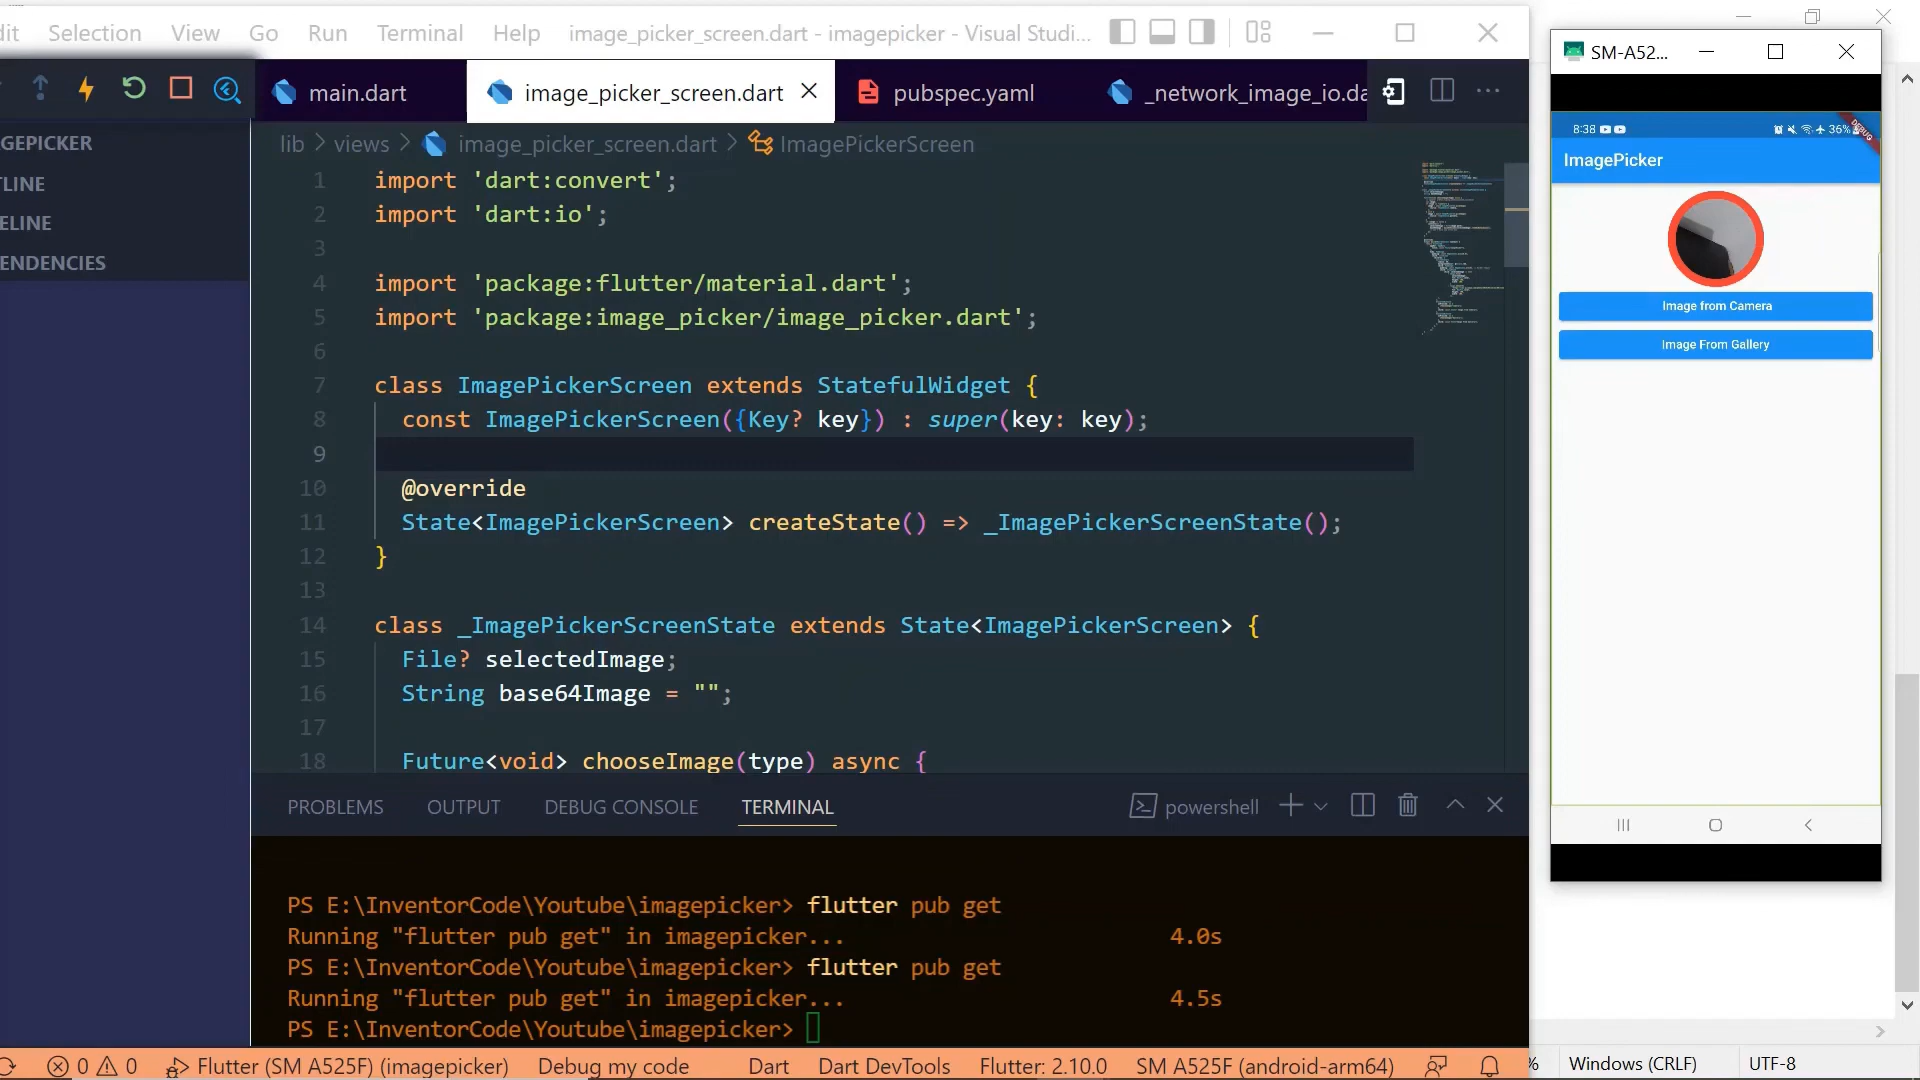 Selection View Go Run Terminal Help image_picker_screen.dart - imagepicker - Visual Studi...
main.dart image_picker_screen.dart pubspec.yaml _network_image_io.da
GEPICKER
LINE
ELINE
ENDENCIES
lib > views > image_picker_screen.dart > ImagePickerScreen
1 import 'dart:convert';
2 import 'dart:io';
3
4 import 'package:flutter/material.dart';
5 import 'package:image_picker/image_picker.dart';
6
7 class ImagePickerScreen extends StatefulWidget {
8 const ImagePickerScreen({Key? key}) : super(key: key);
9
10 @override
11 State<ImagePickerScreen> createState() => _ImagePickerScreenState();
12 }
13
14 class _ImagePickerScreenState extends State<ImagePickerScreen> {
15 File? selectedImage;
16 String base64Image = "";
17
18 Future<void> chooseImage(type) async {
PROBLEMS OUTPUT DEBUG CONSOLE TERMINAL powershell
PS E:\InventorCode\Youtube\imagepicker> flutter pub get
Running "flutter pub get" in imagepicker... 4.0s
PS E:\InventorCode\Youtube\imagepicker> flutter pub get
Running "flutter pub get" in imagepicker... 4.5s
PS E:\InventorCode\Youtube\imagepicker>
0 0 Flutter (SM A525F) (imagepicker) Debug my code Dart Dart DevTools Flutter: 2.10.0 SM A525F (android-arm64)
SM-A52...
8:38 36%
DEBUG
ImagePicker
Image from Camera
Image From Gallery
% Windows (CRLF) UTF-8